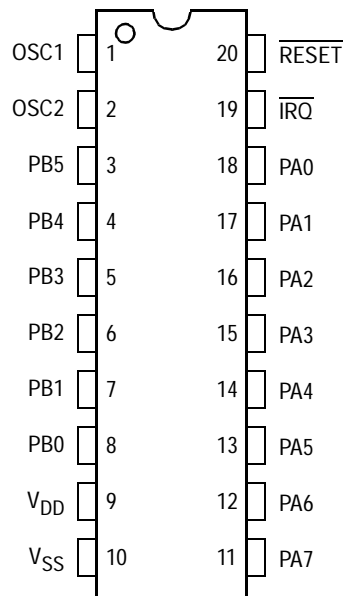 OSC1 1 20 RESET
OSC2 2 19 IRQ
PB5 3 18 PA0
PB4 4 17 PA1
PB3 5 16 PA2
PB2 6 15 PA3
PB1 7 14 PA4
PB0 8 13 PA5
VDD 9 12 PA6
VSS 10 11 PA7